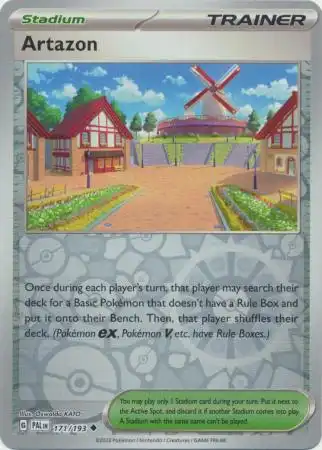 Stadium
TRAINER
Artazon
Once during each player's turn, that player may search their
deck for a Basic Pokémon that doesn't have a Rule Box and
put it onto their Bench. Then, that player shuffles their
deck. (Pokémon ex, Pokémon V, etc. have Rule Boxes.)
Illus. Oswaldo KATO
G PAL EN 171/193
You may play only 1 Stadium card during your turn. Put it next to
the Active Spot, and discard it if another Stadium comes into play.
A Stadium with the same name can't be played.
©2023 Pokémon / Nintendo / Creatures / GAME FREAK